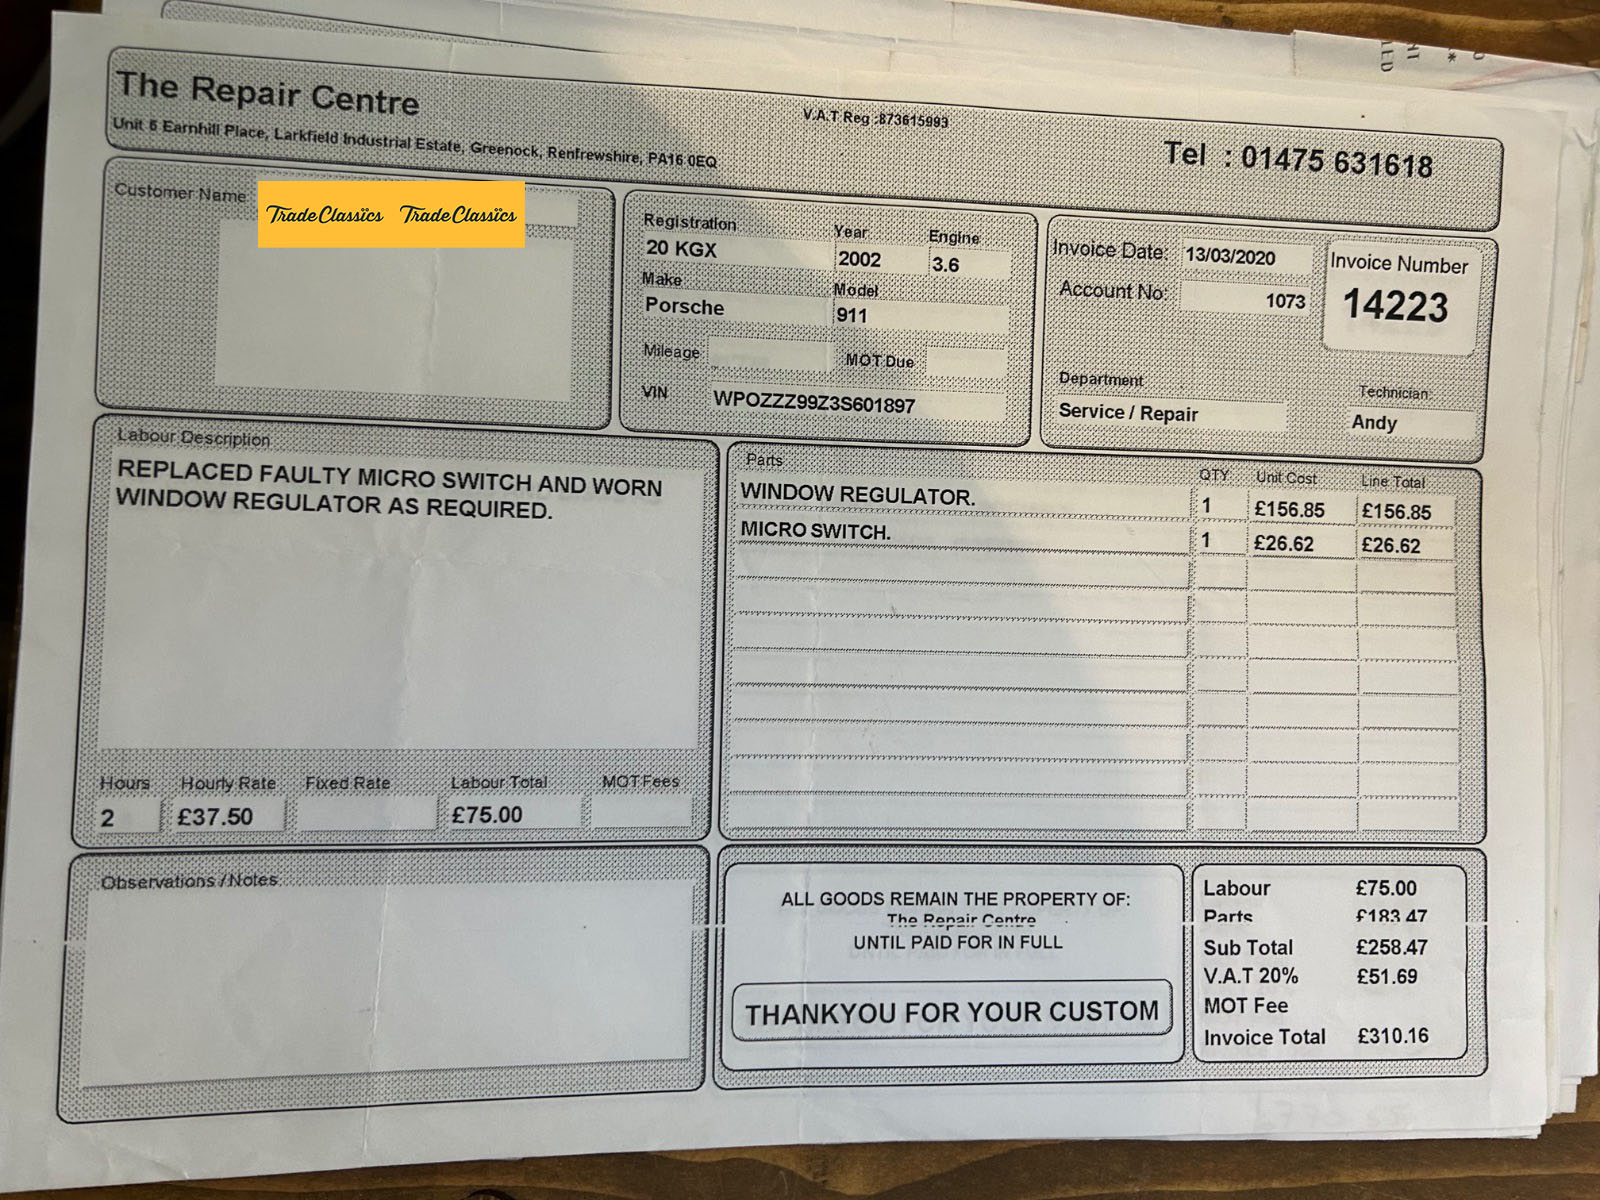 The Repair Centre
Unit 6 Earnhill Place, Larkfield Industrial Estate, Greenock, Renfrewshire, PA16 0EQ
V.A.T Reg :873615993
Tel : 01475 631618
Customer Name
TradeClassics TradeClassics
Registration Year Engine
20 KGX 2002 3.6
Make Model
Porsche 911
Mileage MOT Due
VIN WPOZZZ99Z3S601897
Invoice Date: 13/03/2020
Account No: 1073
Invoice Number
14223
Department Technician:
Service / Repair Andy
Labour Description
REPLACED FAULTY MICRO SWITCH AND WORN
WINDOW REGULATOR AS REQUIRED.
Hours Hourly Rate Fixed Rate Labour Total MOT Fees
2 £37.50 £75.00
Parts QTY Unit Cost Line Total
WINDOW REGULATOR. 1 £156.85 £156.85
MICRO SWITCH. 1 £26.62 £26.62
Observations / Notes
ALL GOODS REMAIN THE PROPERTY OF:
The Repair Centre
UNTIL PAID FOR IN FULL
THANKYOU FOR YOUR CUSTOM
Labour £75.00
Parts £183.47
Sub Total £258.47
V.A.T 20% £51.69
MOT Fee
Invoice Total £310.16